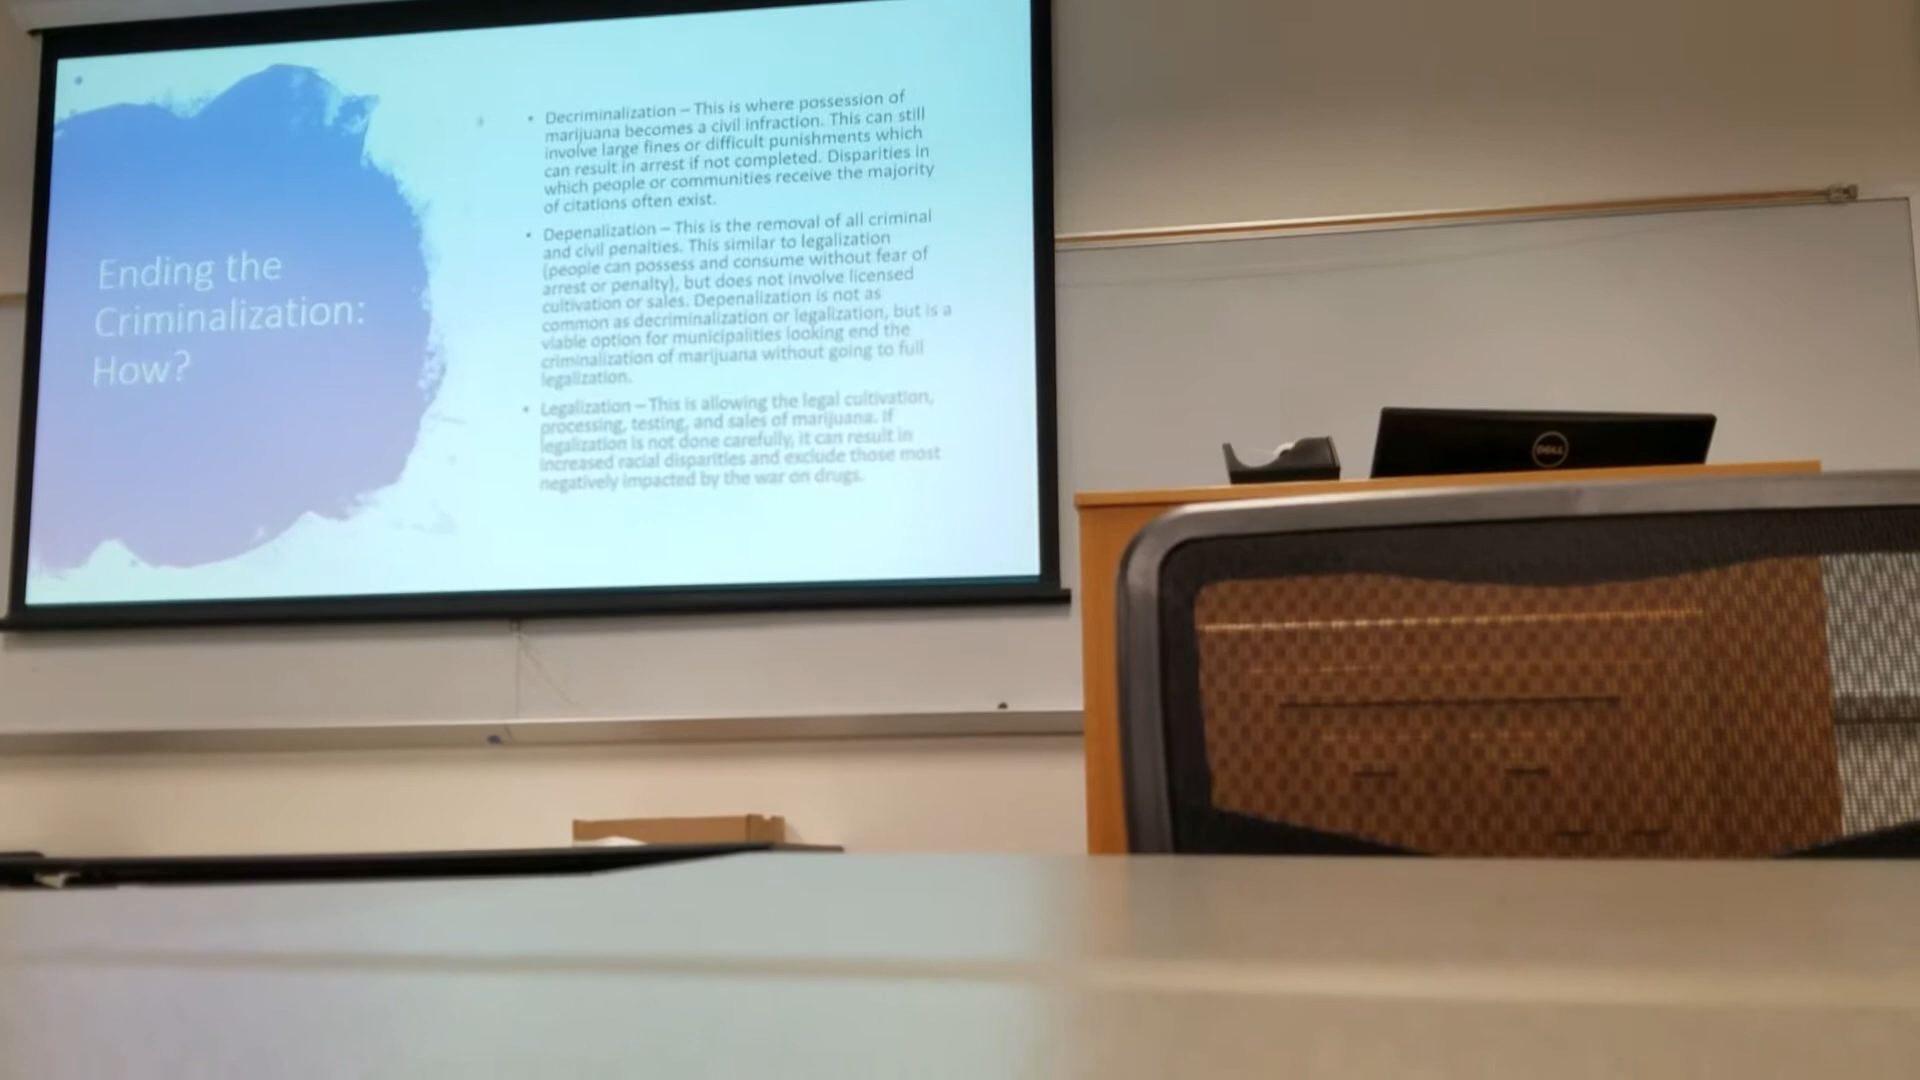 Ending the
Criminalization:
How?
• Decriminalization – This is where possession of
marijuana becomes a civil infraction. This can still
involve large fines or difficult punishments which
can result in arrest if not completed. Disparities in
which people or communities receive the majority
of citations often exist.
• Depenalization – This is the removal of all criminal
and civil penalties. This similar to legalization
(people can possess and consume without fear of
arrest or penalty), but does not involve licensed
cultivation or sales. Depenalization is not as
common as decriminalization or legalization, but is a
viable option for municipalities looking end the
criminalization of marijuana without going to full
legalization.
• Legalization – This is allowing the legal cultivation,
processing, testing, and sales of marijuana. If
legalization is not done carefully, it can result in
increased racial disparities and exclude those most
negatively impacted by the war on drugs.
DELL